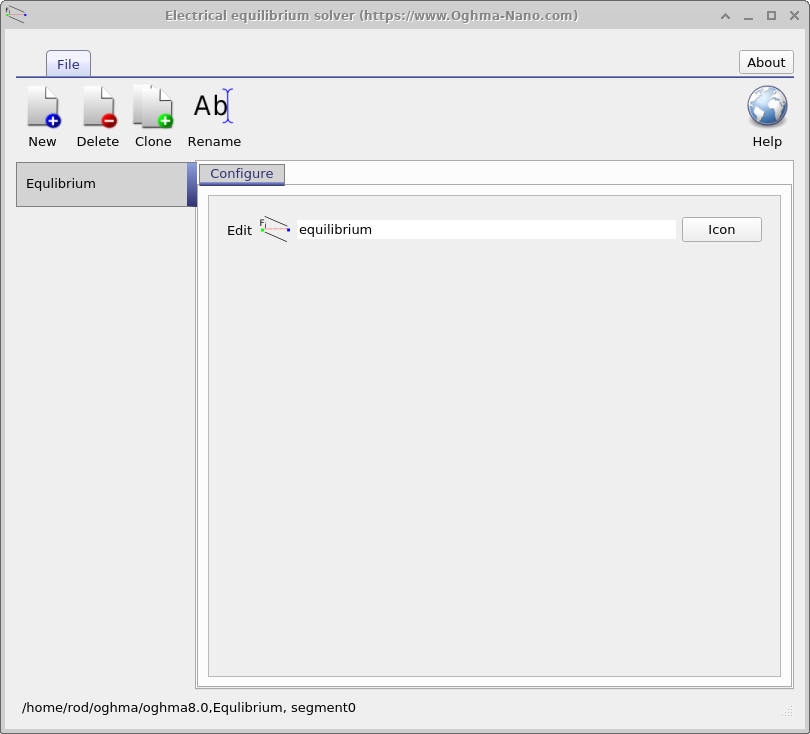 Electrical equilibrium solver (https://www.Oghma-Nano.com)
File
About
Ab
New
Delete
Clone
Rename
Help
Equlibrium
Configure
Edit
equilibrium
Icon
/home/rod/oghma/oghma8.0,Equlibrium, segment0